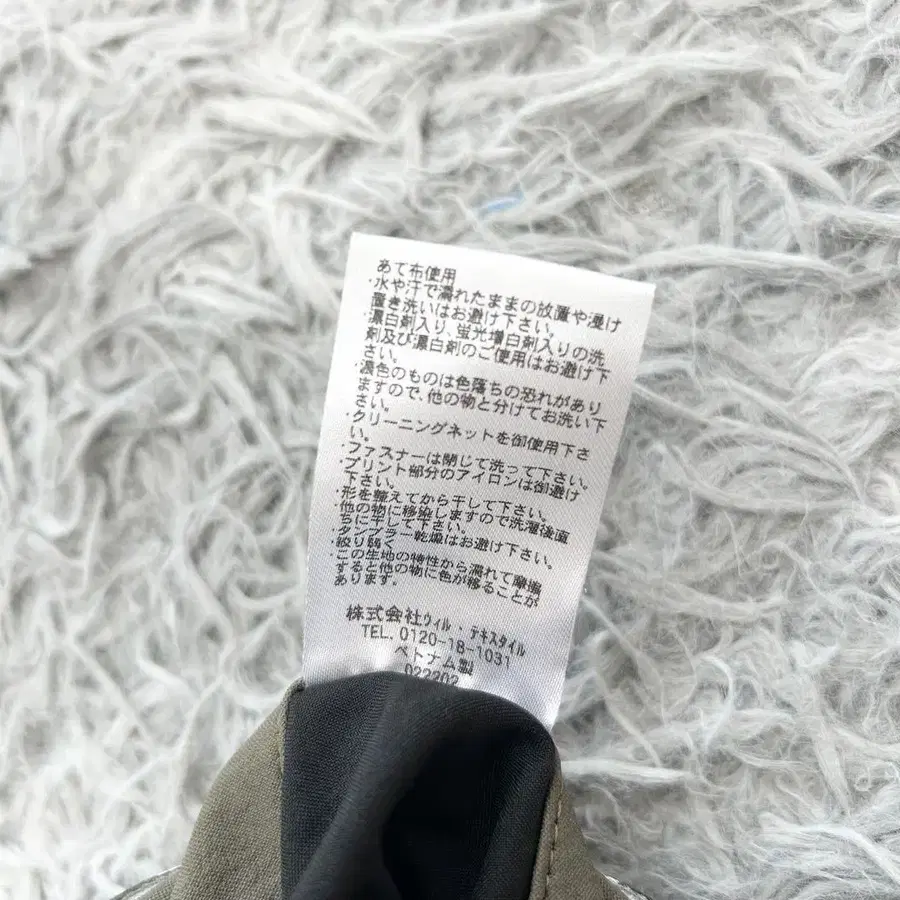 あて布使用
・水や汗で濡れたままの放置や浸け
置き洗いはお避け下さい。
・漂白剤入り、蛍光増白剤入りの洗
剤及び漂白剤のご使用はお避け下
さい。
・濃色のものは色落ちの恐れがあり
ますので、他の物と分けてお洗い下
さい。
・クリーニングネットを御使用下さ
い。
・ファスナーは閉じて洗って下さい。
・プリント部分のアイロンは御避け
下さい。
・形を整えてから干して下さい。
・他の物に移染しますので洗濯後直
ちに干して下さい。
・タンブラー乾燥はお避け下さい。
・絞り弱く
・この生地の特性から濡れて摩擦
すると他の物に色が移ることが
あります。
株式会社ウィル・テキスタイル
TEL. 0120-18-1031
ベトナム製
022202